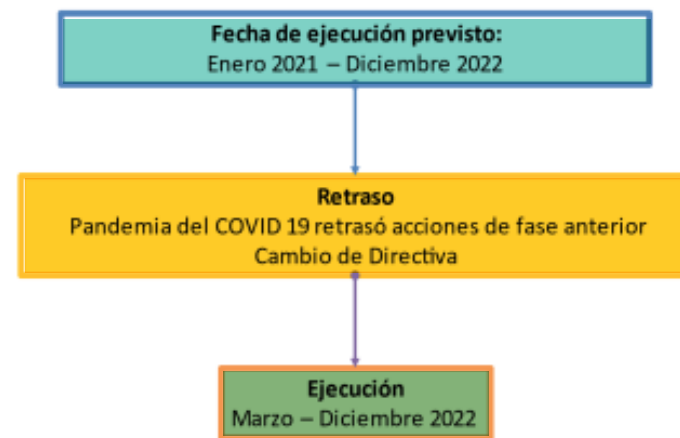 Fecha de ejecución previsto:
Enero 2021 – Diciembre 2022
Retraso
Pandemia del COVID 19 retrasó acciones de fase anterior
Cambio de Directiva
Ejecución
Marzo – Diciembre 2022